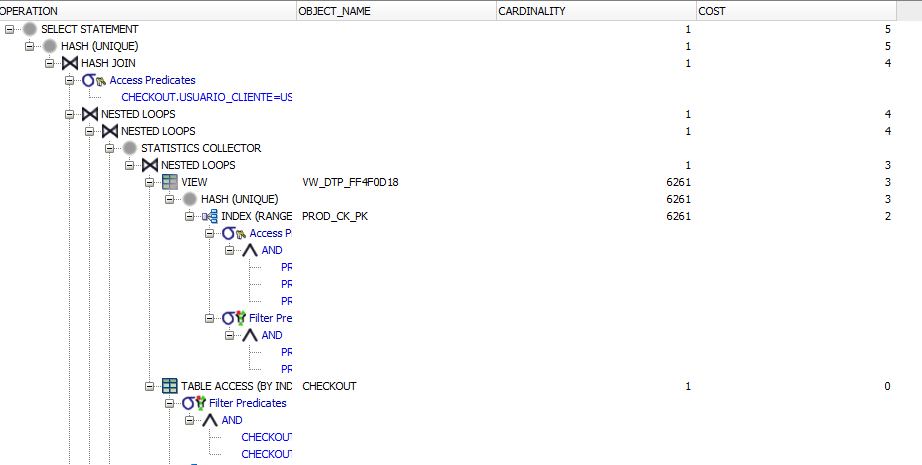 OPERATION OBJECT_NAME CARDINALITY COST
SELECT STATEMENT 1 5
HASH (UNIQUE) 1 5
HASH JOIN 1 4
Access Predicates
CHECKOUT.USUARIO_CLIENTE=US
NESTED LOOPS 1 4
NESTED LOOPS 1 4
STATISTICS COLLECTOR
NESTED LOOPS 1 3
VIEW VW_DTP_FF4F0D18 6261 3
HASH (UNIQUE) 6261 3
INDEX (RANGE PROD_CK_PK 6261 2
Access P
AND
PR
PR
PR
Filter Pre
AND
PR
PR
TABLE ACCESS (BY IND CHECKOUT 1 0
Filter Predicates
AND
CHECKOUT
CHECKOUT